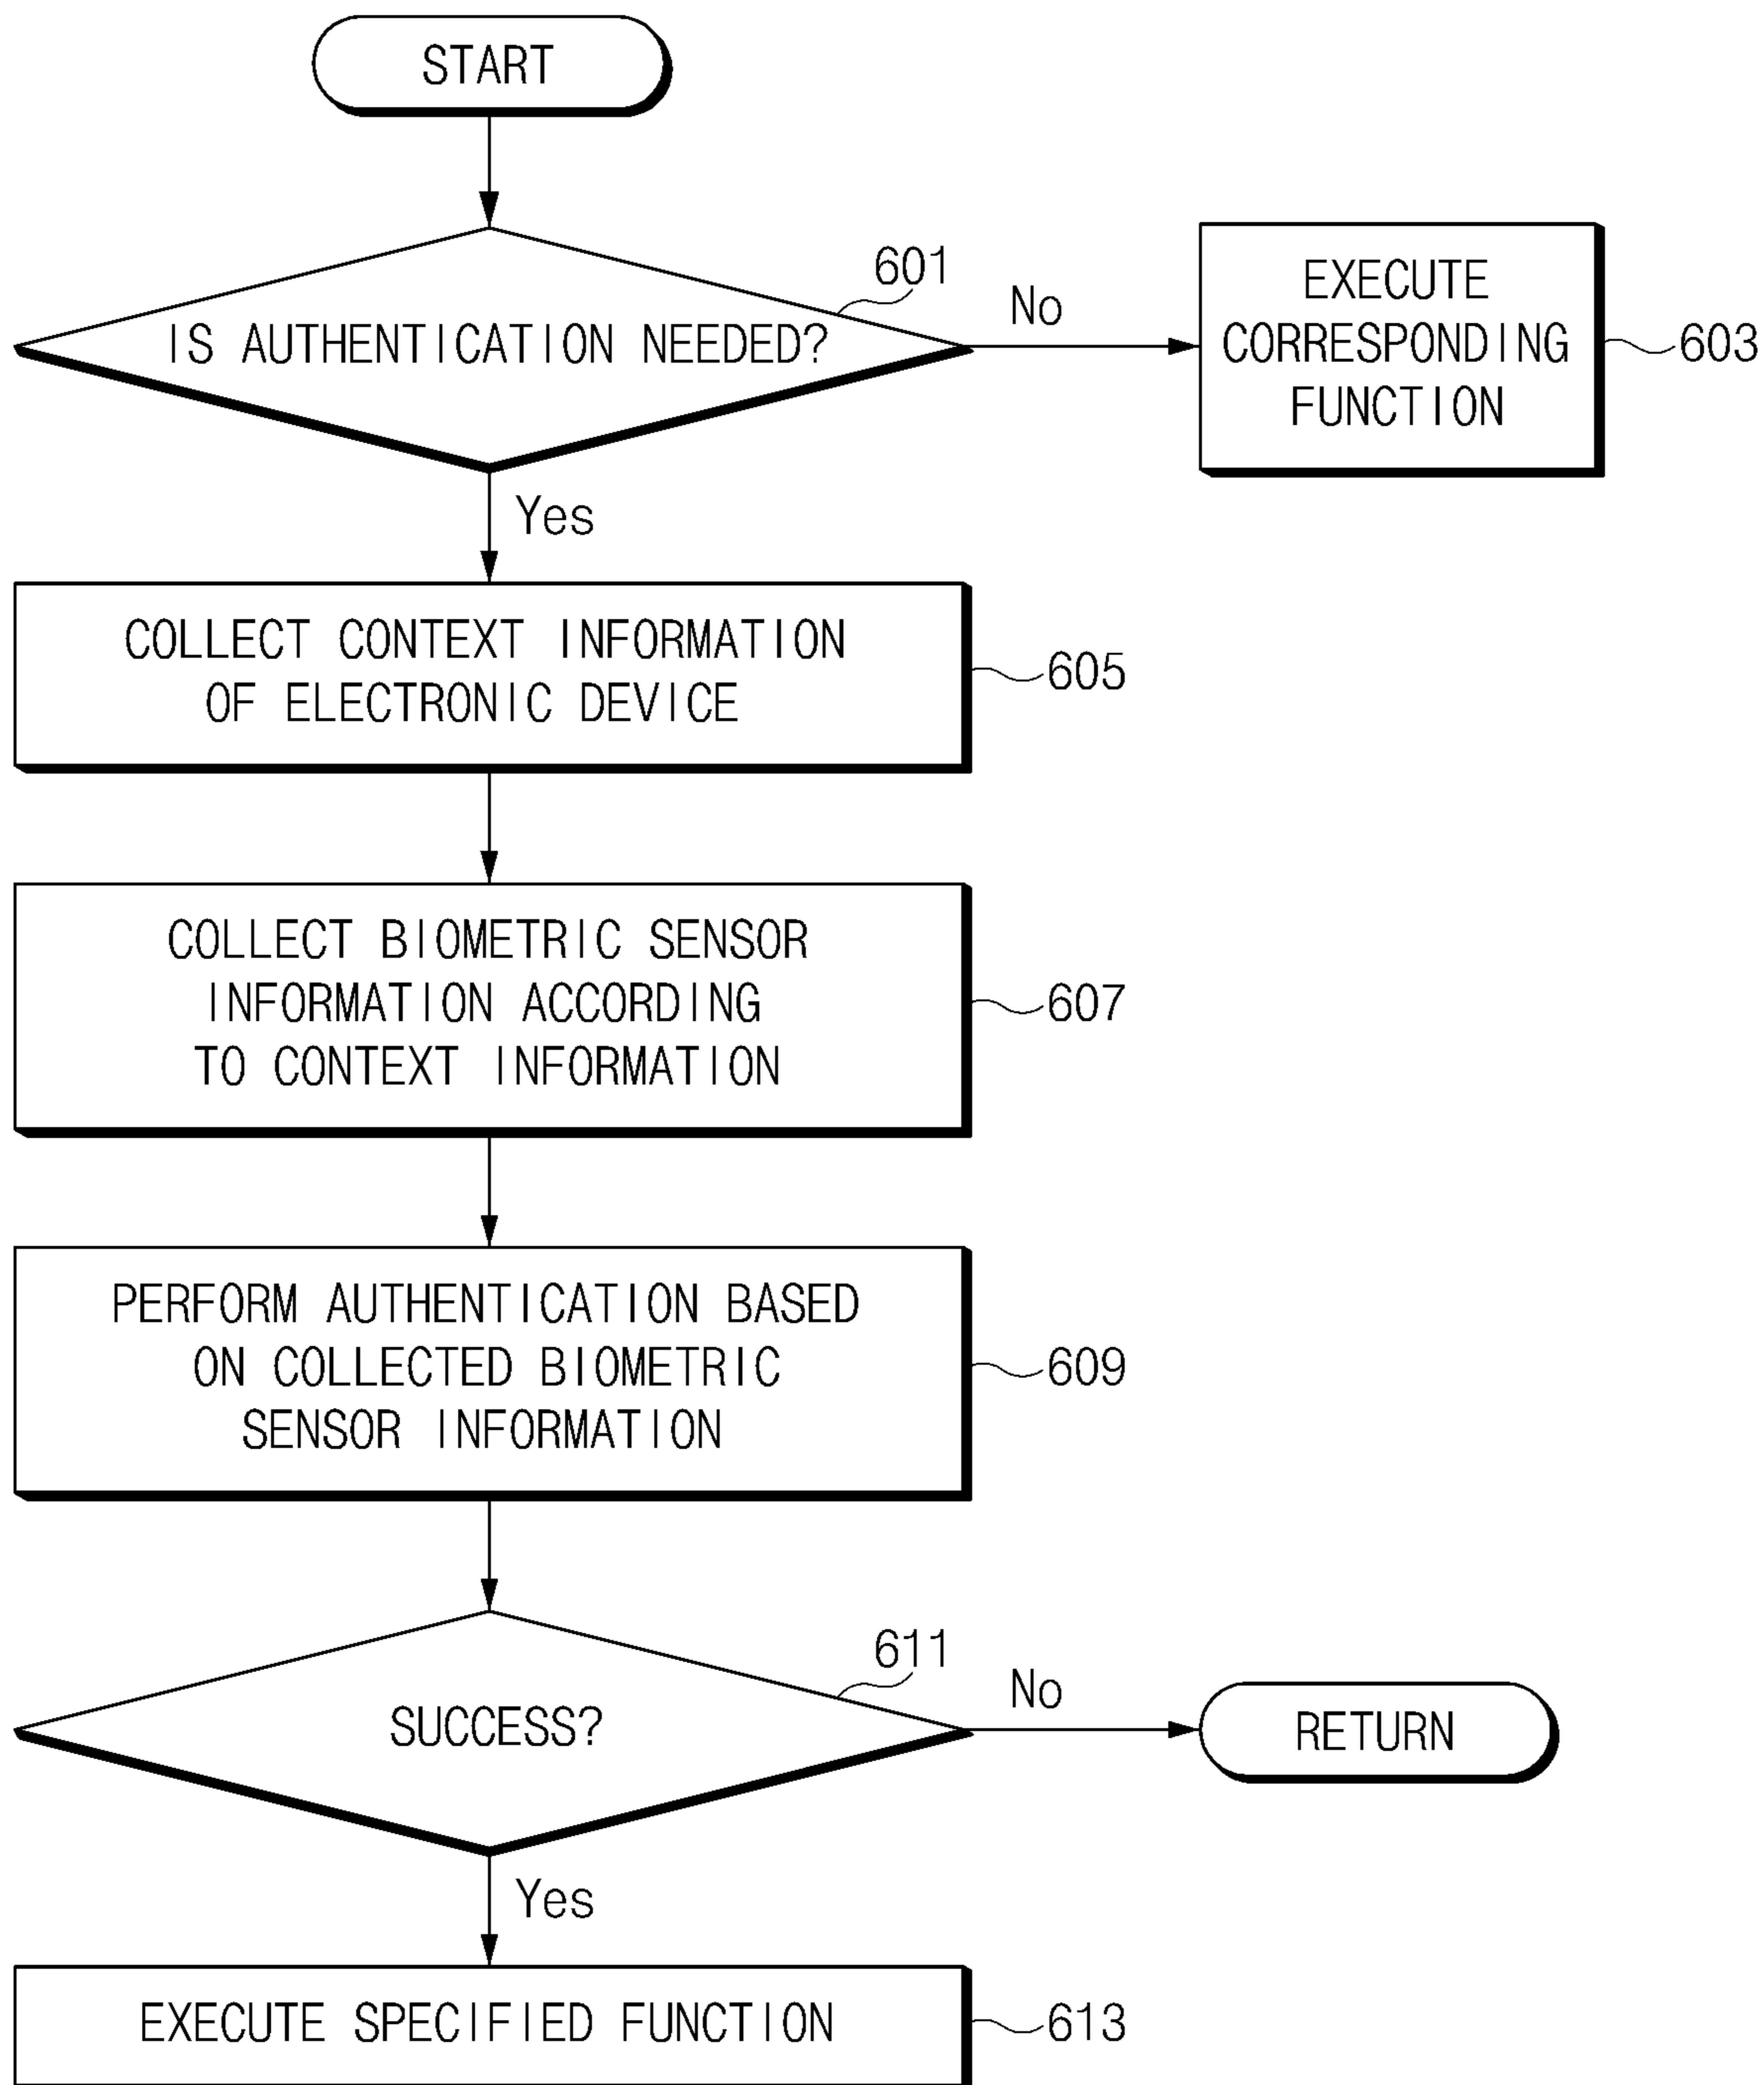 START
601
IS AUTHENTICATION NEEDED?
No
EXECUTE
CORRESPONDING
FUNCTION
603
Yes
COLLECT CONTEXT INFORMATION
OF ELECTRONIC DEVICE
605
COLLECT BIOMETRIC SENSOR
INFORMATION ACCORDING
TO CONTEXT INFORMATION
607
PERFORM AUTHENTICATION BASED
ON COLLECTED BIOMETRIC
SENSOR INFORMATION
609
611
SUCCESS?
No
RETURN
Yes
EXECUTE SPECIFIED FUNCTION
613